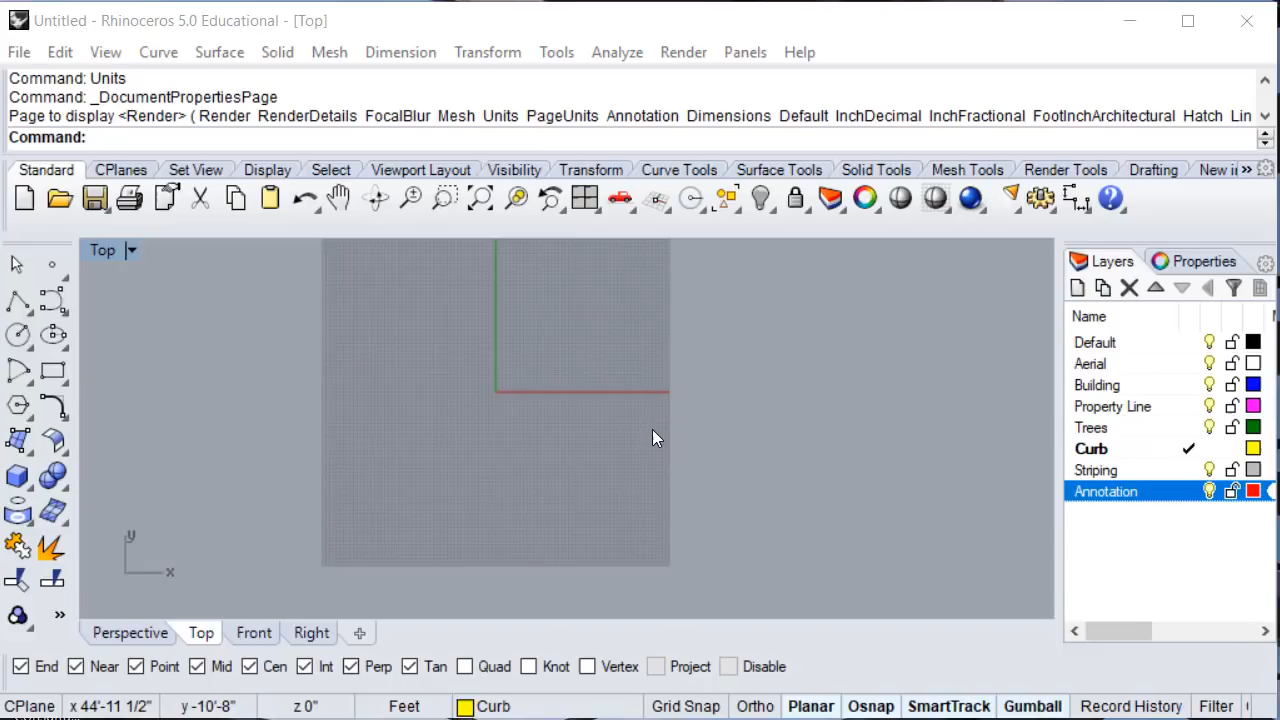 Untitled - Rhinoceros 5.0 Educational - [Top]
File Edit View Curve Surface Solid Mesh Dimension Transform Tools Analyze Render Panels Help
Command: Units
Command: _DocumentPropertiesPage
Page to display <Render> ( Render RenderDetails FocalBlur Mesh Units PageUnits Annotation Dimensions Default InchDecimal InchFractional FootInchArchitectural Hatch Lin
Command:
Standard CPlanes Set View Display Select Viewport Layout Visibility Transform Curve Tools Surface Tools Solid Tools Mesh Tools Render Tools Drafting New i »
Top
Layers Properties
Name
Default
Aerial
Building
Property Line
Trees
Curb
Striping
Annotation
y
x
»
Perspective Top Front Right
End Near Point Mid Cen Int Perp Tan Quad Knot Vertex Project Disable
CPlane x 44'-11 1/2" y -10'-8" z 0" Feet Curb Grid Snap Ortho Planar Osnap SmartTrack Gumball Record History Filter